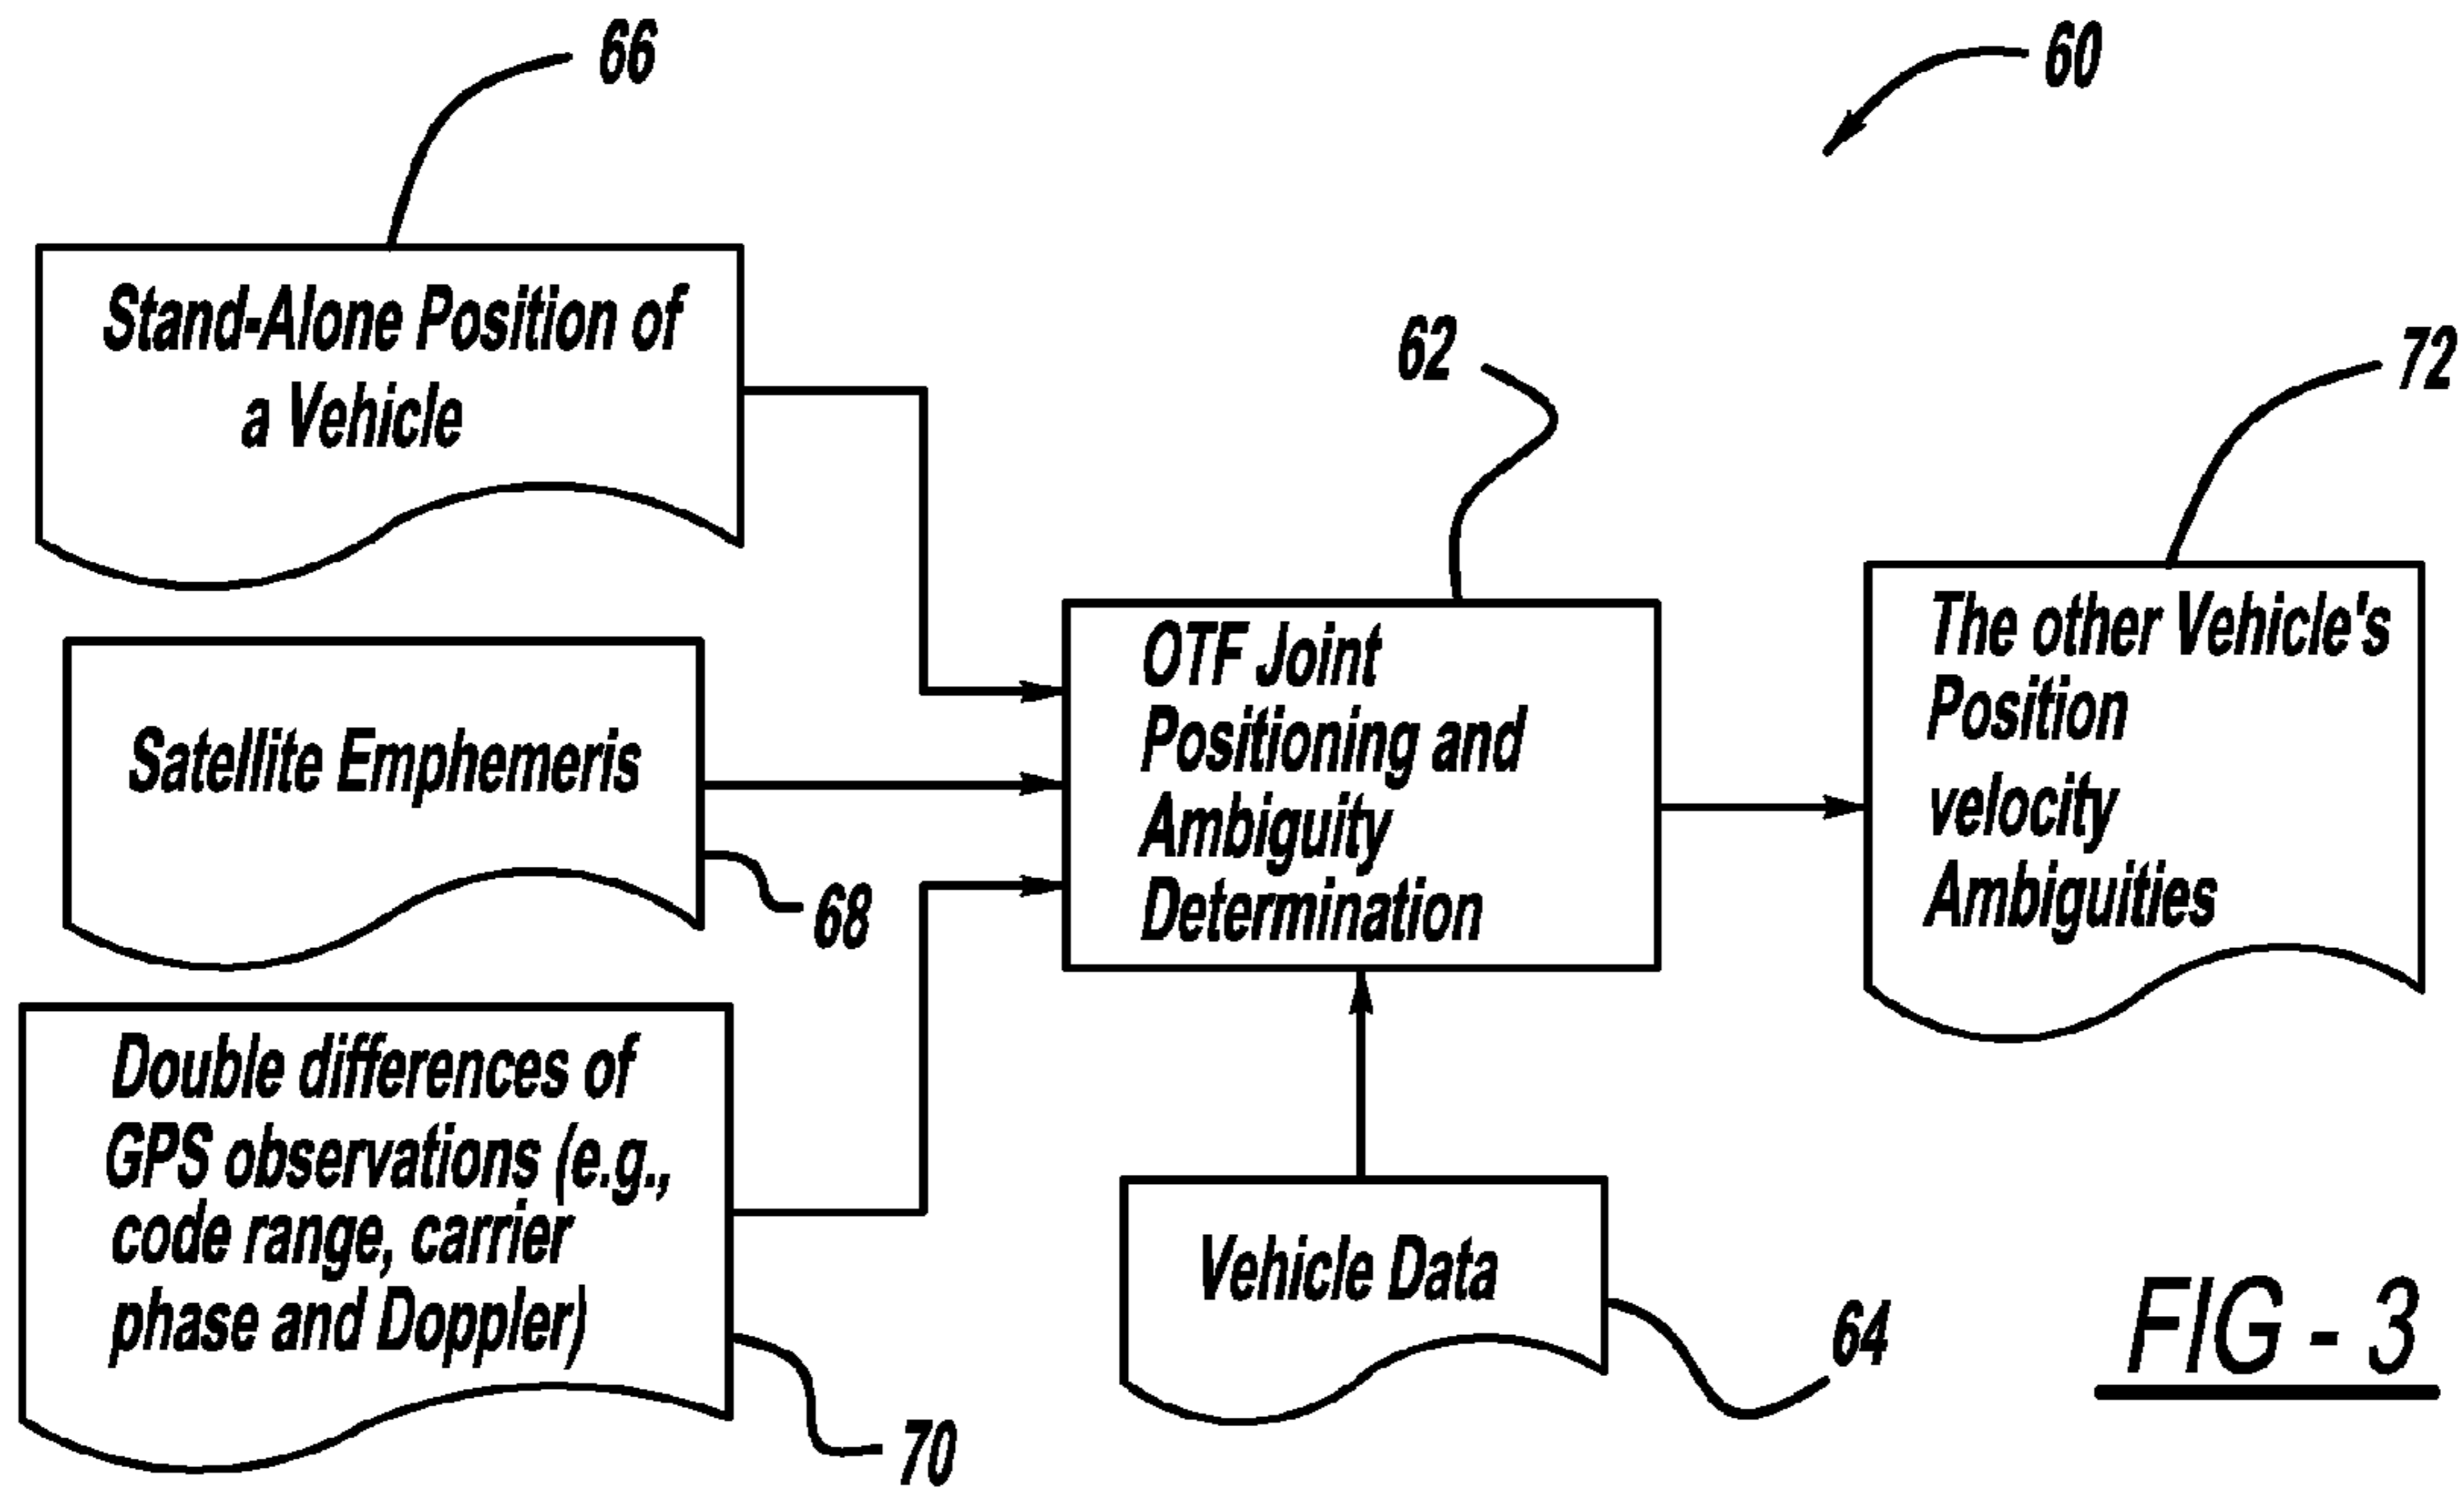 66
60
Stand-Alone Position of
a Vehicle
62
72
Satellite Emphemeris
68
OTF Joint
Positioning and
Ambiguity
Determination
The other Vehicle's
Position
velocity
Ambiguities
Double differences of
GPS observations (e.g.,
code range, carrier
phase and Doppler)
70
Vehicle Data
64
FIG - 3